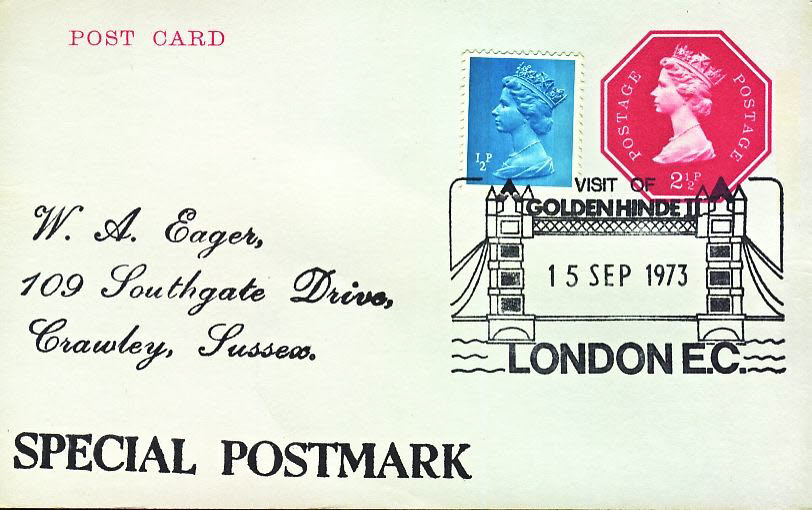 POST CARD
POSTAGE POSTAGE
2½P
½P
VISIT OF
GOLDEN HINDE II
15 SEP 1973
LONDON E.C.
W. A. Eager,
109 Southgate Drive,
Crawley, Sussex.
SPECIAL POSTMARK